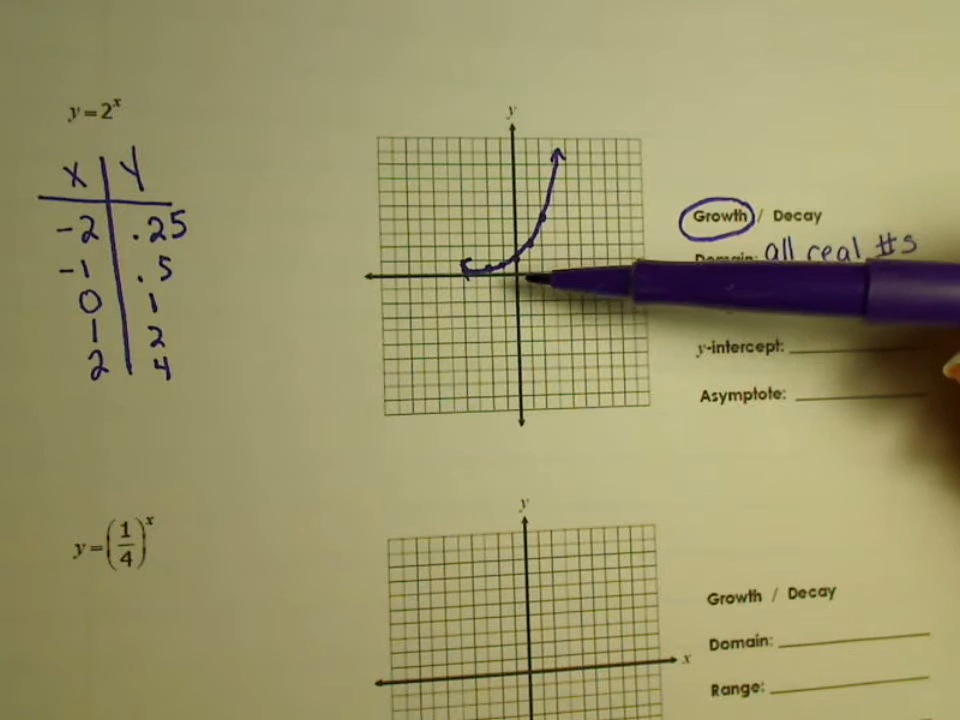 y = 2^x
x y
-2 .25
-1 .5
0 1
1 2
2 4
y
Growth / Decay
Domain: all real #s
y-intercept:
Asymptote:
y = (1/4)^x
y
x
Growth / Decay
Domain:
Range: